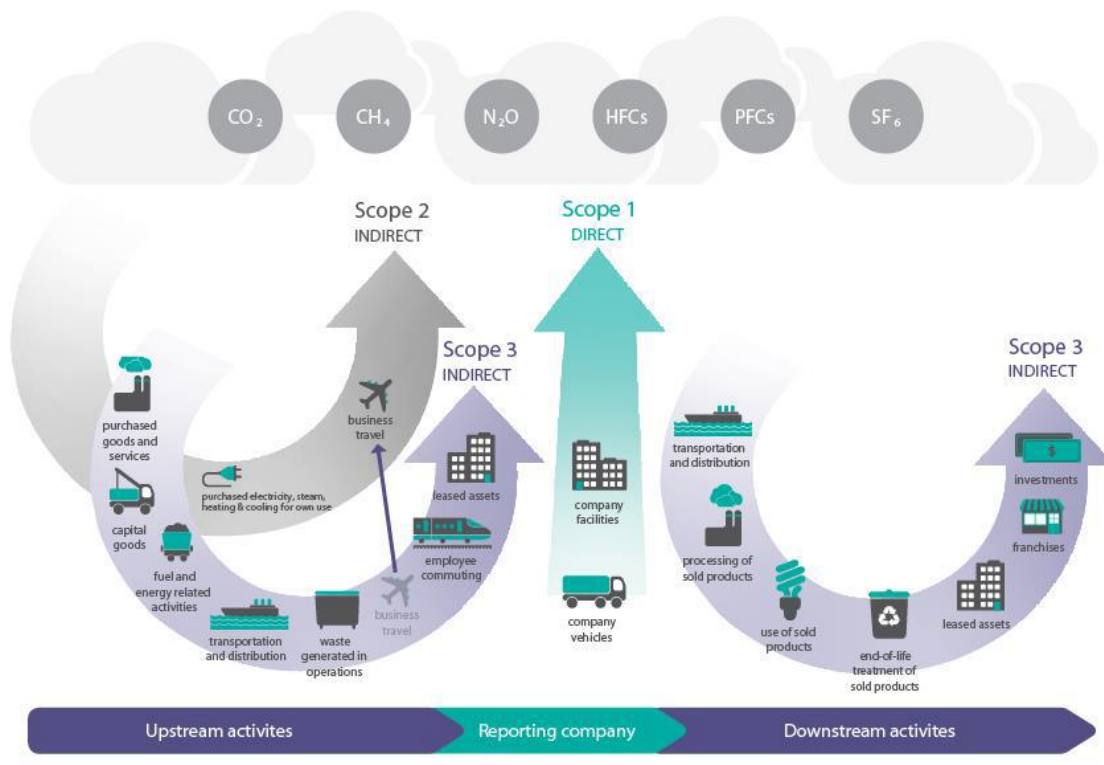 CO₂
CH₄
N₂O
HFCs
PFCs
SF₆
Scope 2
INDIRECT
Scope 1
DIRECT
Scope 3
INDIRECT
Scope 3
INDIRECT
purchased
goods and
services
capital
goods
fuel and
energy related
activities
purchased electricity, steam,
heating & cooling for own use
business
travel
transportation
and distribution
waste
generated in
operations
business
travel
employee
commuting
leased assets
company
facilities
company
vehicles
transportation
and distribution
processing of
sold products
use of sold
products
end-of-life
treatment of
sold products
leased assets
franchises
investments
$
Upstream activites
Reporting company
Downstream activites